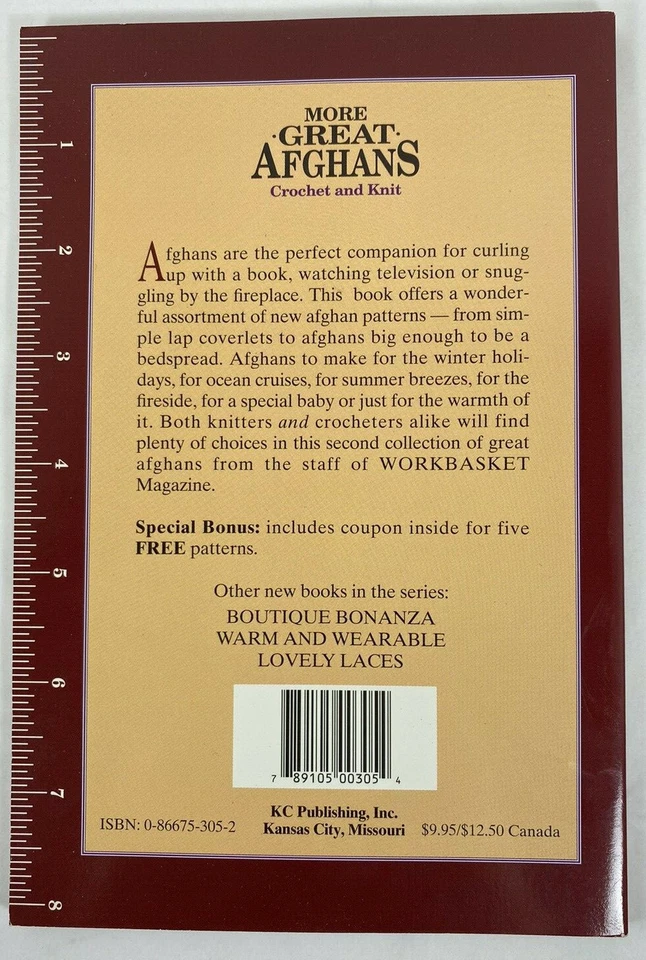 MORE
·GREAT·
AFGHANS
Crochet and Knit
Afghans are the perfect companion for curling
up with a book, watching television or snug-
gling by the fireplace. This book offers a wonder-
ful assortment of new afghan patterns — from sim-
ple lap coverlets to afghans big enough to be a
bedspread. Afghans to make for the winter holi-
days, for ocean cruises, for summer breezes, for the
fireside, for a special baby or just for the warmth of
it. Both knitters and crocheters alike will find
plenty of choices in this second collection of great
afghans from the staff of WORKBASKET
Magazine.
Special Bonus: includes coupon inside for five
FREE patterns.
Other new books in the series:
BOUTIQUE BONANZA
WARM AND WEARABLE
LOVELY LACES
7 89105 00305 4
ISBN: 0-86675-305-2
KC Publishing, Inc.
Kansas City, Missouri
$9.95/$12.50 Canada
1
2
3
4
5
6
7
8